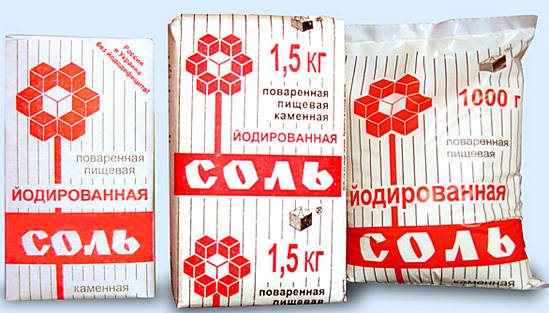 Россия
и Украина
без йододефицита!
поваренная
пищевая
ЙОДИРОВАННАЯ
СОЛЬ
каменная
1,5 кг
поваренная
пищевая
каменная
ЙОДИРОВАННАЯ
СОЛЬ
®
1,5 кг
поваренная
пищевая
1000 г
поваренная
пищевая
йодированная
СОЛЬ
каменная